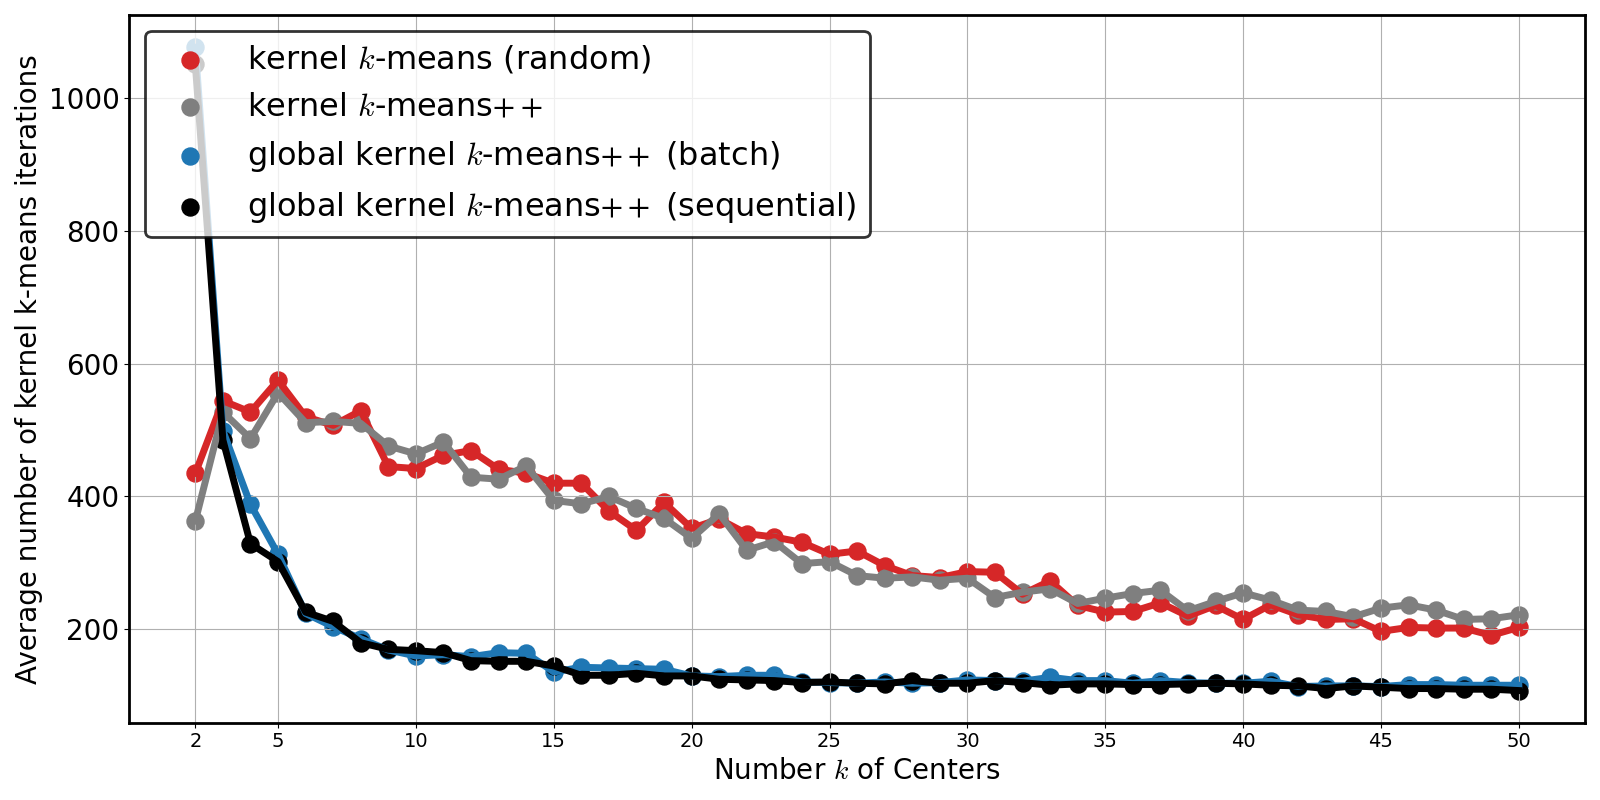 kernel k-means (random)
kernel k-means++
global kernel k-means++ (batch)
global kernel k-means++ (sequential)
Average number of kernel k-means iterations
1000
800
600
400
200
2 5 10 15 20 25 30 35 40 45 50
Number k of Centers